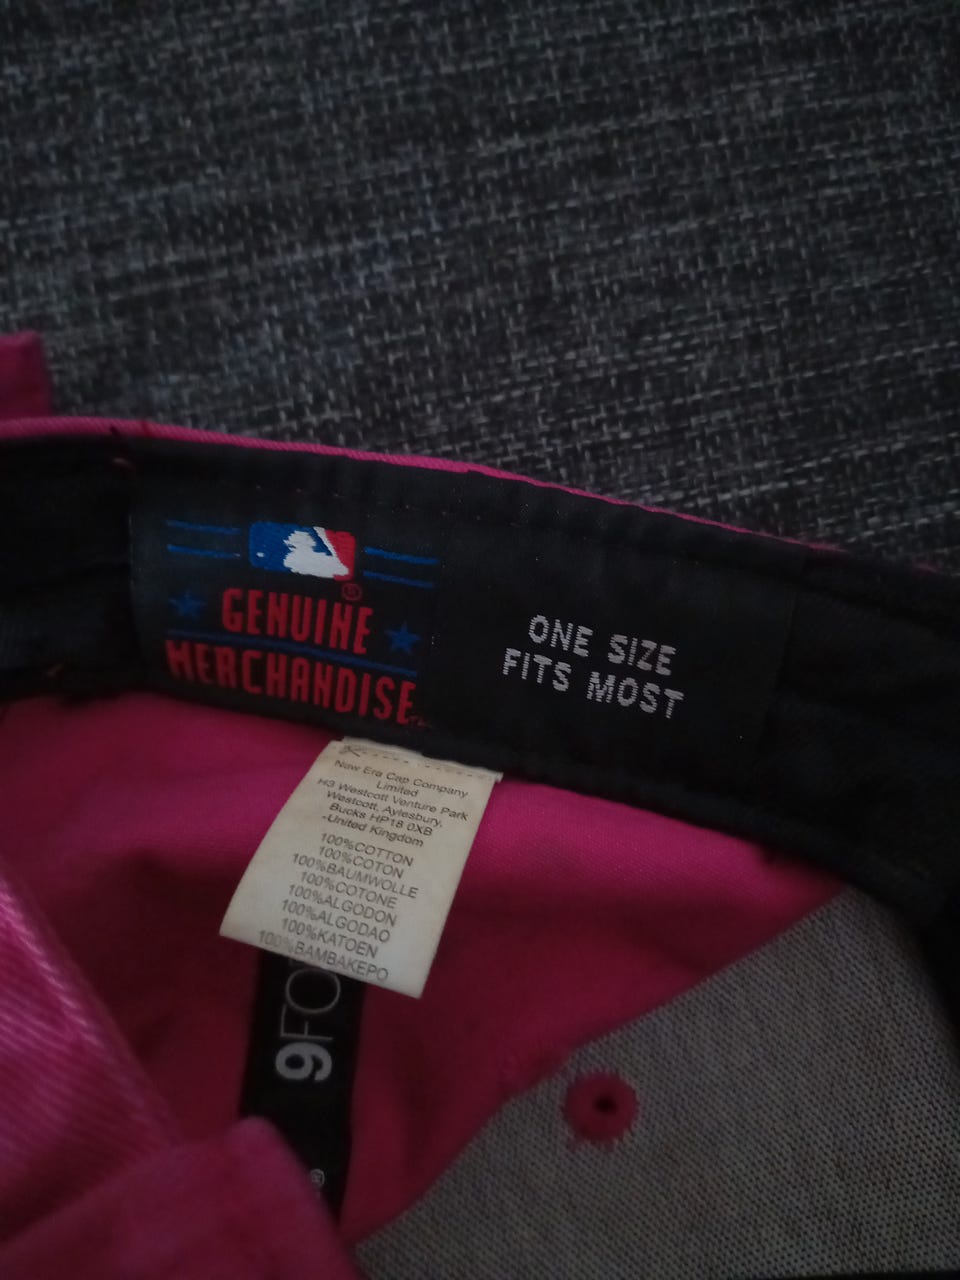 GENUINE
MERCHANDISE
ONE SIZE
FITS MOST
New Era Cap Company
Limited
H3 Westcott Venture Park
Westcott, Aylesbury,
Bucks HP18 0XB
-United Kingdom
100%COTTON
100%COTON
100%BAUMWOLLE
100%COTONE
100%ALGODON
100%ALGODAO
100%KATOEN
100%BAMBAKEPO
9FO